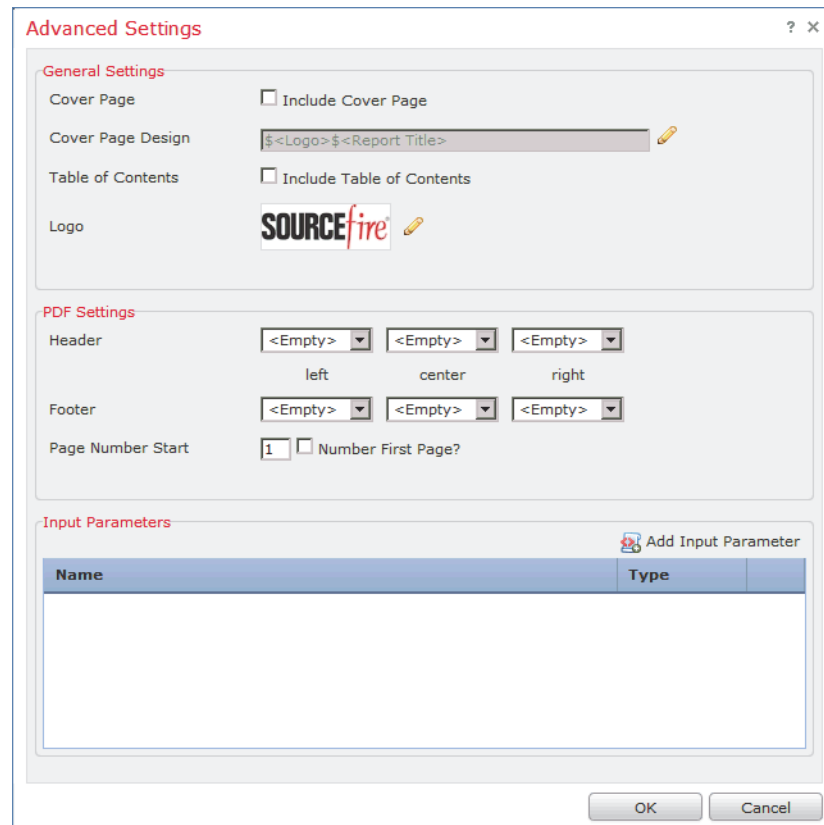 Advanced Settings ? ×
General Settings
Cover Page Include Cover Page
Cover Page Design $<Logo>$<Report Title>
Table of Contents Include Table of Contents
Logo SOURCEfire®
PDF Settings
Header <Empty> <Empty> <Empty>
left center right
Footer <Empty> <Empty> <Empty>
Page Number Start 1 Number First Page?
Input Parameters
Add Input Parameter
Name Type
OK Cancel